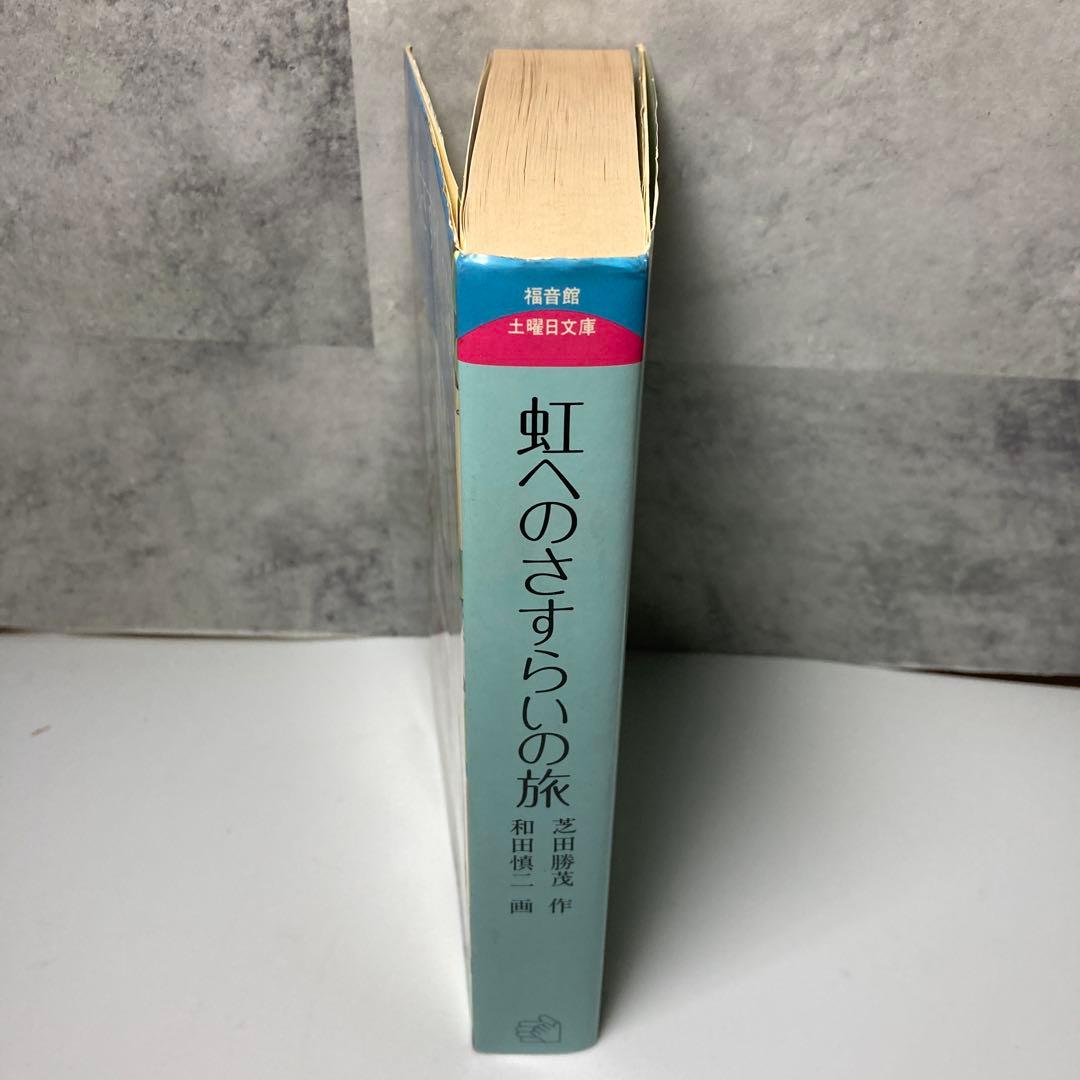 福音館
土曜日文庫
虹へのさすらいの旅
芝田勝茂 作
和田慎二 画